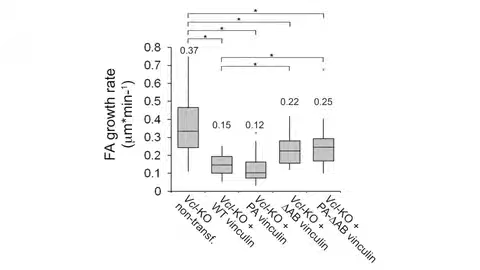 *
*
*
*
*
*
0.8
0.7
0.6
0.5
0.4
0.3
0.2
0.1
0
FA growth rate
(μm*min-¹)
0.37
0.15
0.12
0.22
0.25
Vcl-KO
non-transf.
Vcl-KO +
WT vinculin
Vcl-KO +
PA vinculin
Vcl-KO +
ΔAB vinculin
Vcl-KO +
PA-ΔAB vinculin